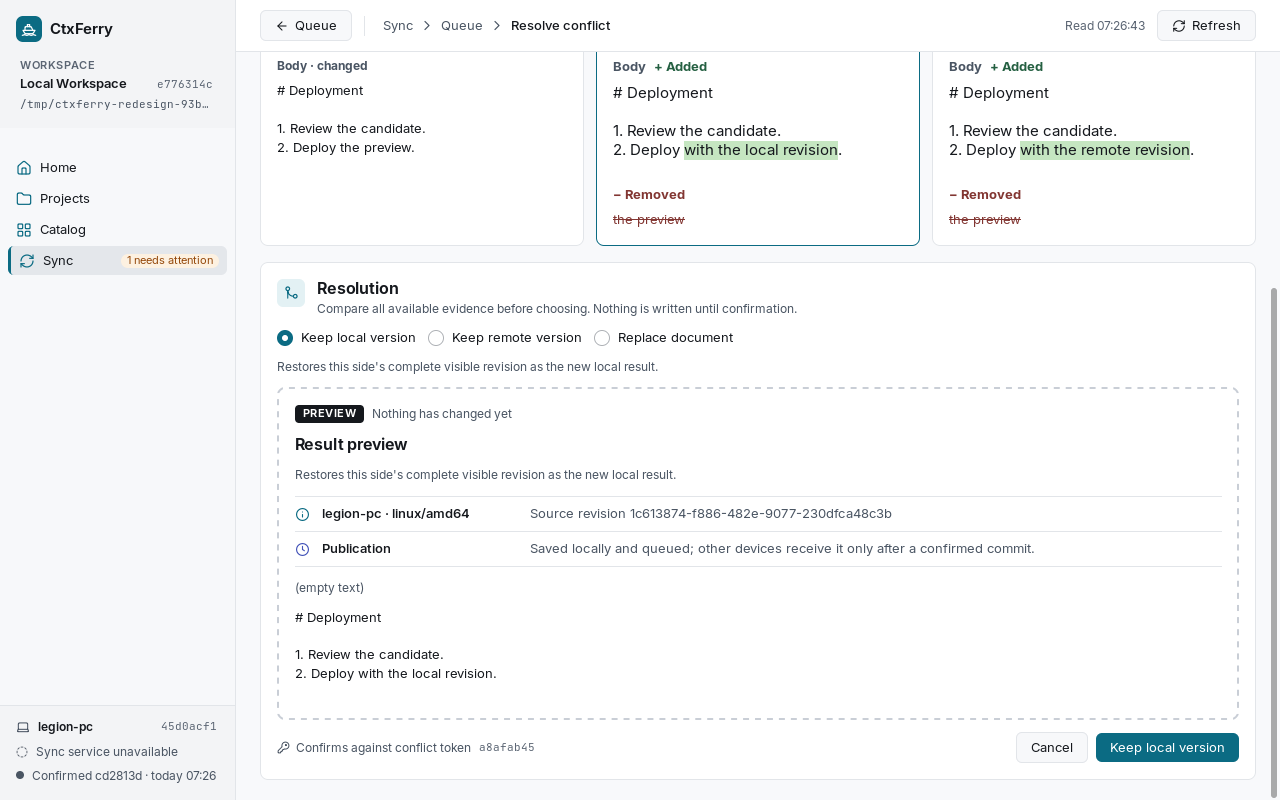 CtxFerry
WORKSPACE
Local Workspace e776314c
/tmp/ctxferry-redesign-93b…
Home
Projects
Catalog
Sync 1 needs attention
legion-pc 45d0acf1
Sync service unavailable
Confirmed cd2813d · today 07:26
Queue Sync Queue Resolve conflict Read 07:26:43 Refresh
Body · changed
# Deployment
1. Review the candidate.
2. Deploy the preview.
Body + Added
# Deployment
1. Review the candidate.
2. Deploy with the local revision.
− Removed
the preview
Body + Added
# Deployment
1. Review the candidate.
2. Deploy with the remote revision.
− Removed
the preview
Resolution
Compare all available evidence before choosing. Nothing is written until confirmation.
Keep local version Keep remote version Replace document
Restores this side's complete visible revision as the new local result.
PREVIEW Nothing has changed yet
Result preview
Restores this side's complete visible revision as the new local result.
legion-pc · linux/amd64 Source revision 1c613874-f886-482e-9077-230dfca48c3b
Publication Saved locally and queued; other devices receive it only after a confirmed commit.
(empty text)
# Deployment
1. Review the candidate.
2. Deploy with the local revision.
Confirms against conflict token a8afab45 Cancel Keep local version